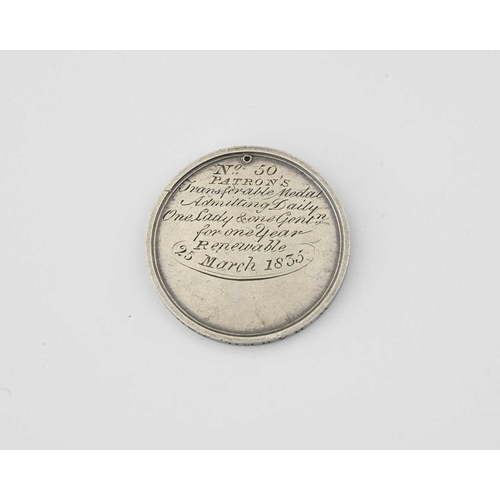 No. 50
PATRON'S
Transferable Medal
Admitting Daily
One Lady & one Gentn
for one Year
Renewable
25 March 1835